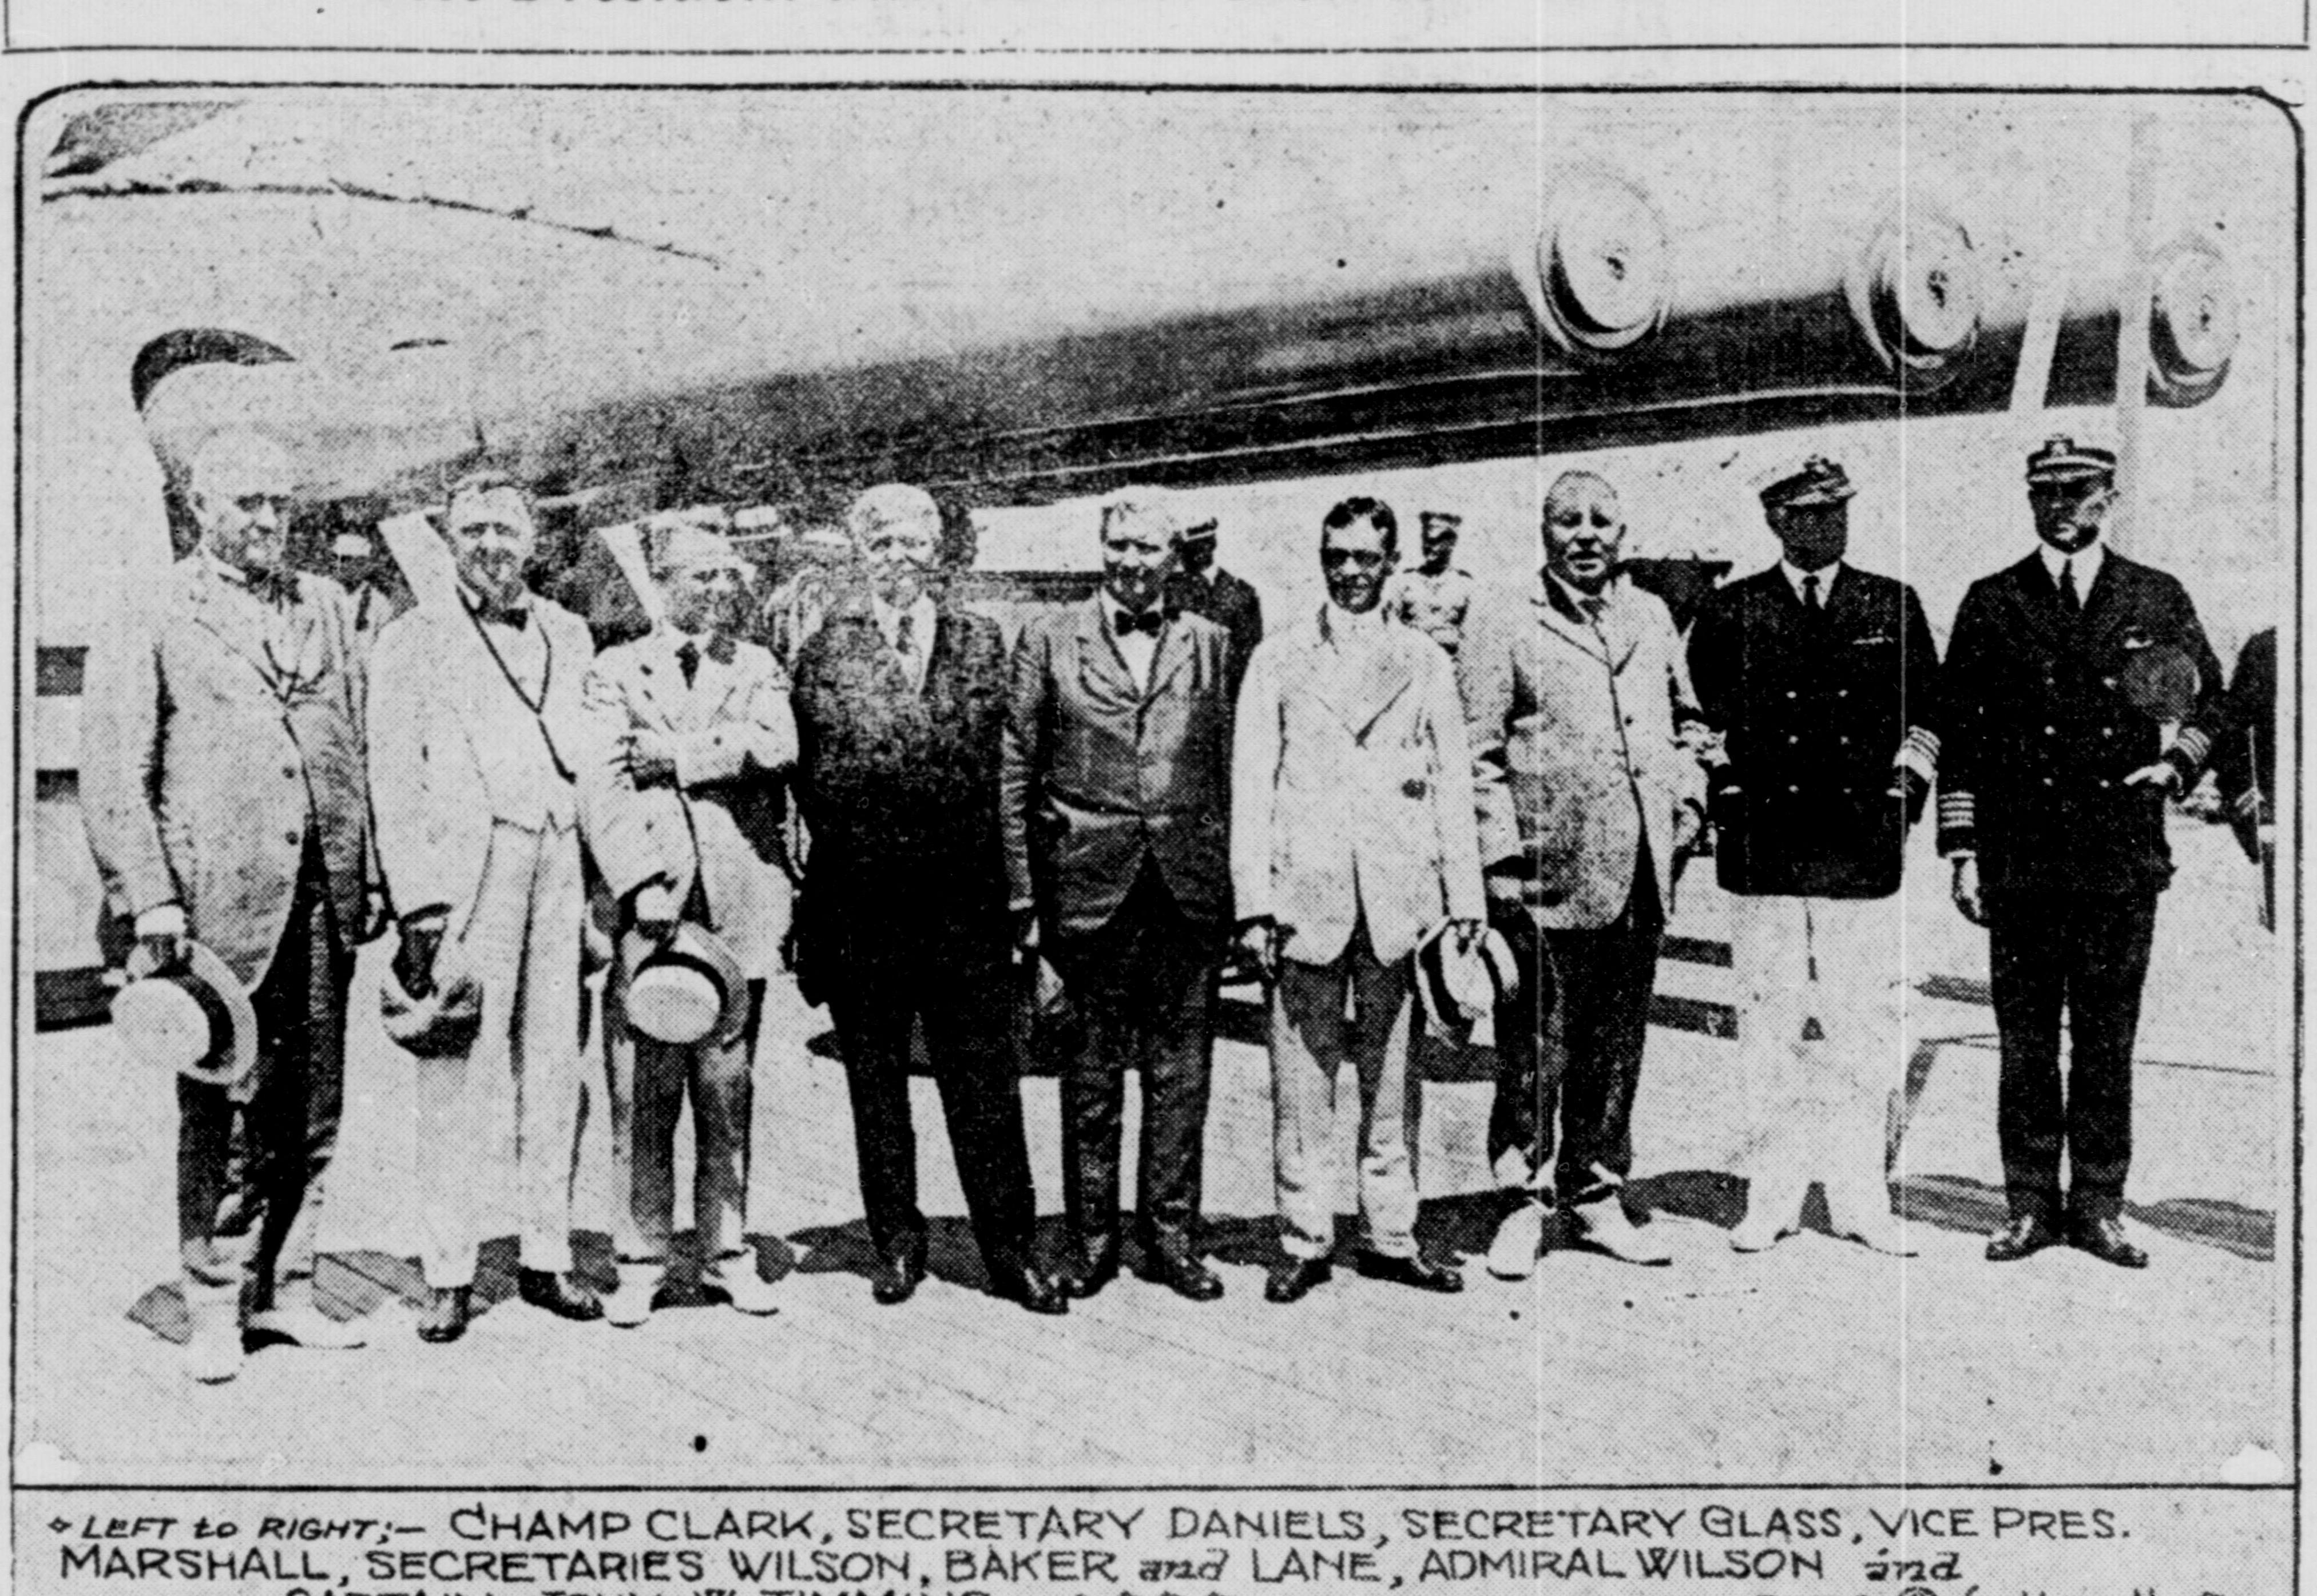 LEFT to RIGHT;— CHAMP CLARK, SECRETARY DANIELS, SECRETARY GLASS, VICE PRES.
MARSHALL, SECRETARIES WILSON, BAKER and LANE, ADMIRAL WILSON and